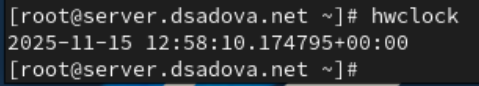 [root@server.dsadova.net ~]# hwclock
2025-11-15 12:58:10.174795+00:00
[root@server.dsadova.net ~]#